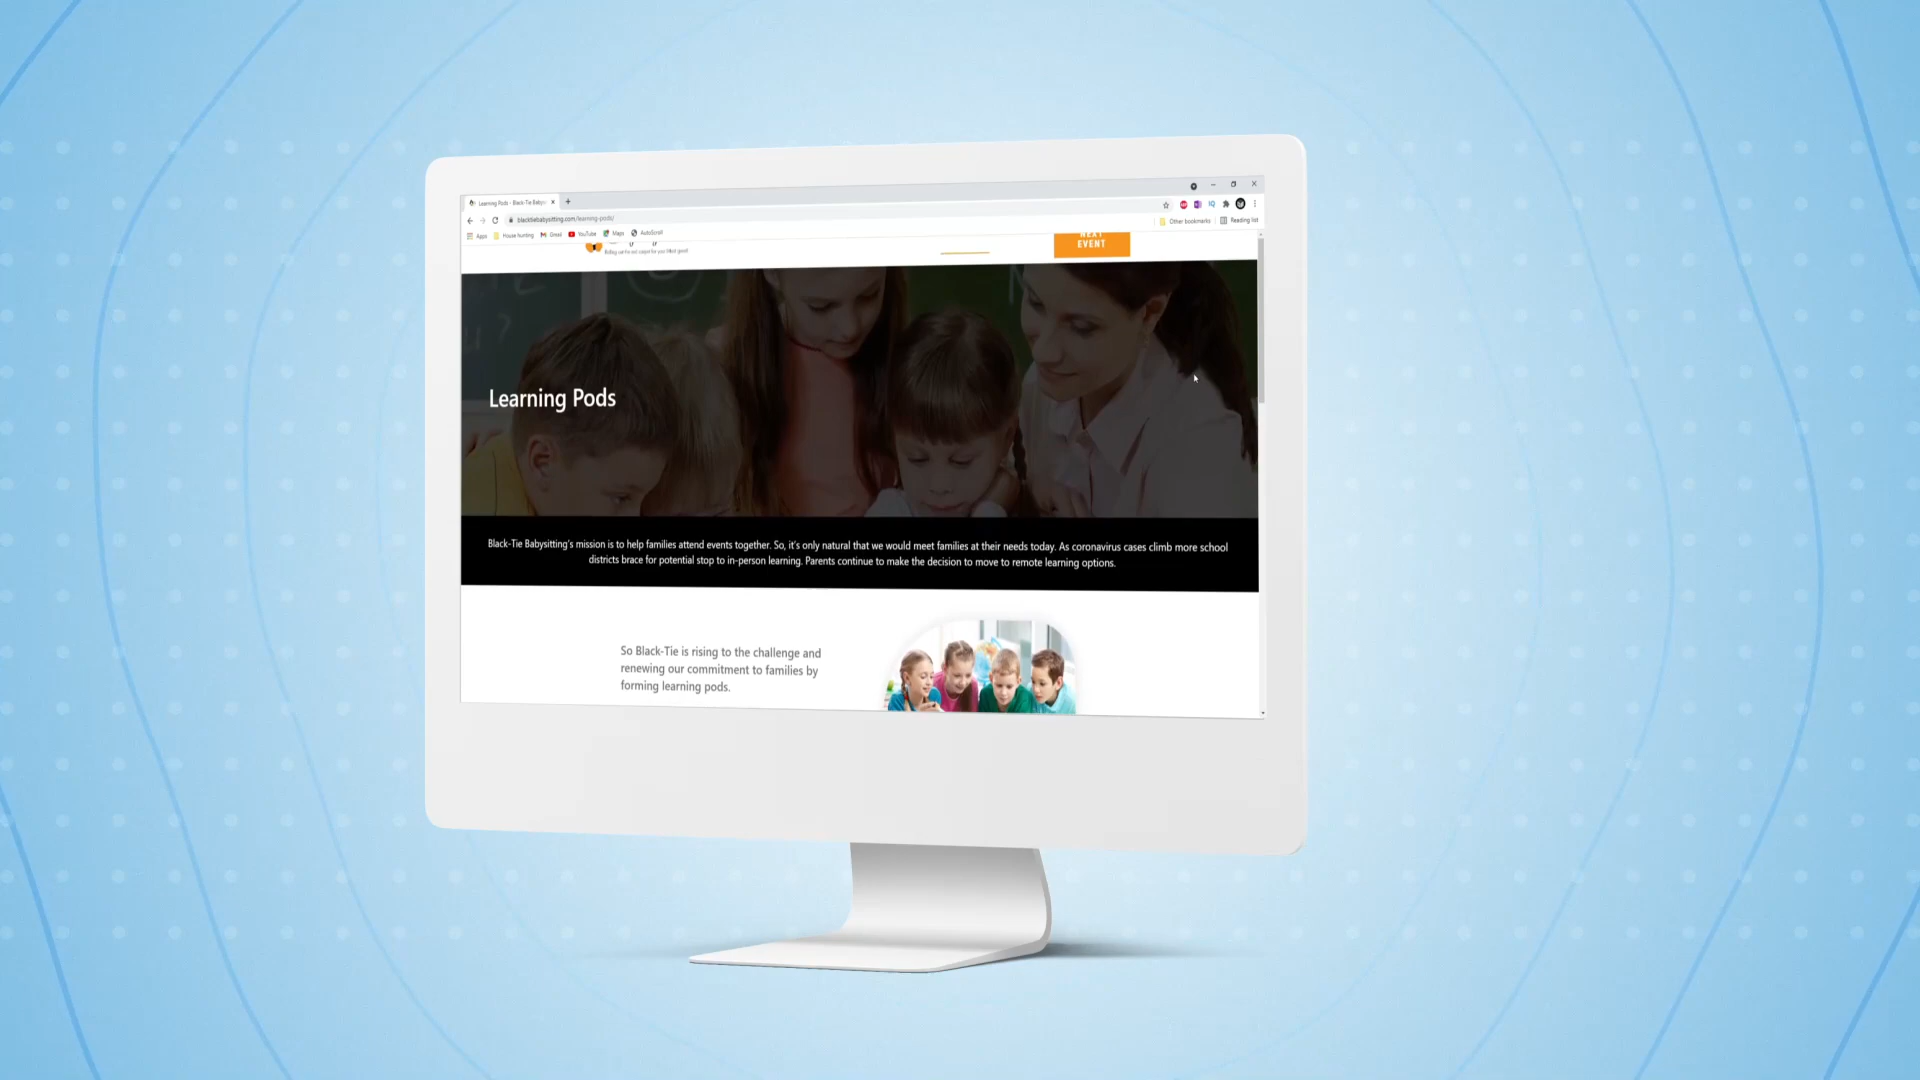 Learning Pods - Black-Tie Babys
blacktiebabysitting.com/learning-pods/
Other bookmarks
Reading list
Apps
House hunting
Gmail
YouTube
Maps
AutoScroll
NEXT
EVENT
Learning Pods
Black-Tie Babysitting's mission is to help families attend events together. So, it's only natural that we would meet families at their needs today. As coronavirus cases climb more school
districts brace for potential stop to in-person learning. Parents continue to make the decision to move to remote learning options.
So Black-Tie is rising to the challenge and
renewing our commitment to families by
forming learning pods.